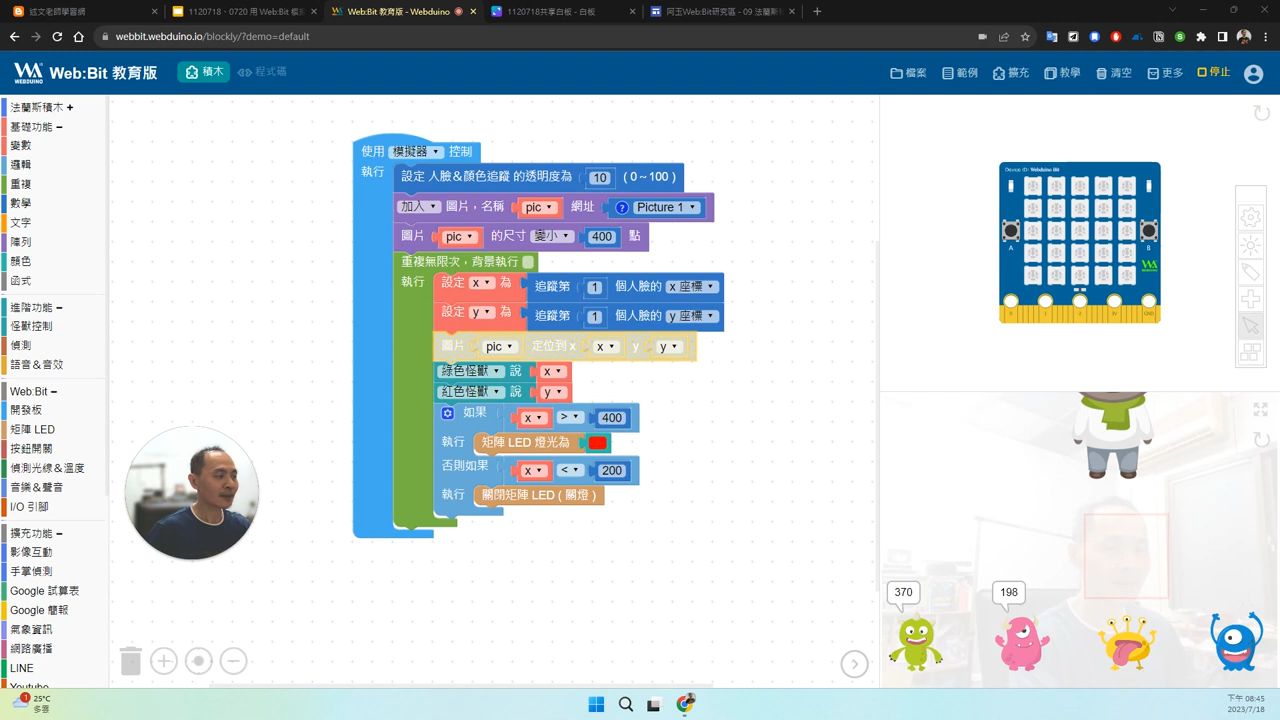 述文老師學習網
1120718、0720 用 Web:Bit 模
Web:Bit 教育版 - Webduino
1120718共享白板 - 白板
阿玉Web:Bit研究區 - 09 法蘭斯
webbit.webduino.io/blockly/?demo=default
WEBDUINO
Web:Bit 教育版
積木
程式碼
檔案
範例
擴充
教學
清空
更多
停止
法蘭斯積木
基礎功能
變數
邏輯
重複
數學
文字
陣列
顏色
函式
進階功能
怪獸控制
偵測
語音＆音效
Web:Bit
開發板
矩陣 LED
按鈕開關
偵測光線＆溫度
音樂＆聲音
I/O 引腳
擴充功能
影像互動
手掌偵測
Google 試算表
Google 簡報
氣象資訊
網路廣播
LINE
Youtube
使用 模擬器 控制
執行
設定 人臉＆顏色追蹤 的透明度為 10 ( 0～100 )
加入 圖片，名稱 pic 網址 ? Picture 1
圖片 pic 的尺寸 變小 400 點
重複無限次，背景執行
執行
設定 x 為 追蹤第 1 個人臉的 x 座標
設定 y 為 追蹤第 1 個人臉的 y 座標
圖片 pic 定位到 x x y y
綠色怪獸 說 x
紅色怪獸 說 y
如果 x > 400
執行 矩陣 LED 燈光為
否則如果 x < 200
執行 關閉矩陣 LED ( 關燈 )
Device ID: Webduino Bit
A
B
370
198
1
25°C
多雲
下午 08:45
2023/7/18